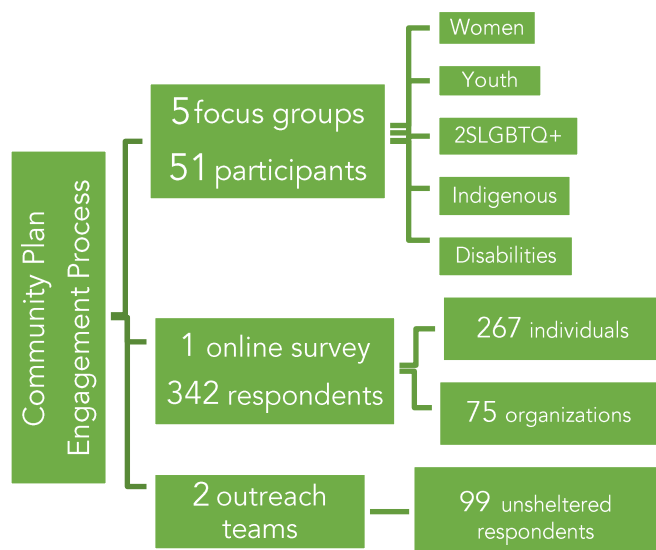 Community Plan
Engagement Process
5 focus groups
51 participants
Women
Youth
2SLGBTQ+
Indigenous
Disabilities
1 online survey
342 respondents
267 individuals
75 organizations
2 outreach
teams
99 unsheltered
respondents